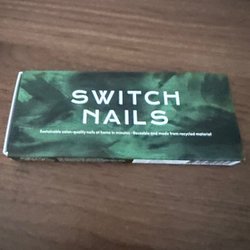 SWITCH
NAILS
Sustainable salon-quality nails at home in minutes - Reusable and made from recycled material